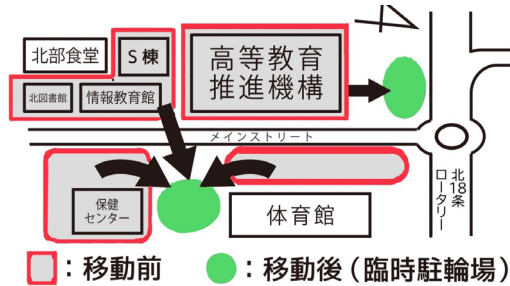 北部食堂
S棟
高等教育
推進機構
北図書館
情報教育館
メインストリート
北18条
ロータリー
保健
センター
体育館
：移動前
：移動後（臨時駐輪場）